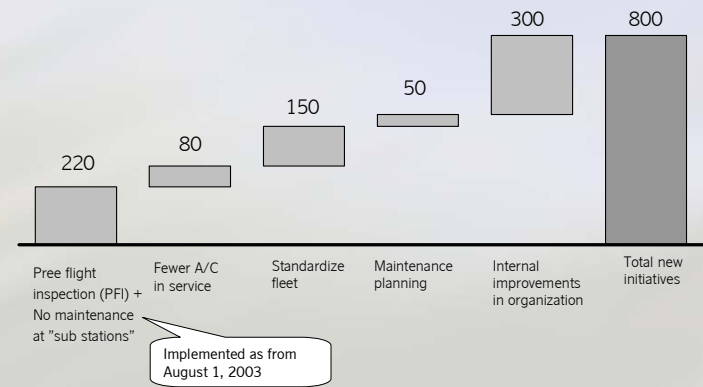 300
800
150
50
80
220
Pree flight
inspection (PFI) +
No maintenance
at ”sub stations”
Fewer A/C
in service
Standardize
fleet
Maintenance
planning
Internal
improvements
in organization
Total new
initiatives
Implemented as from
August 1, 2003